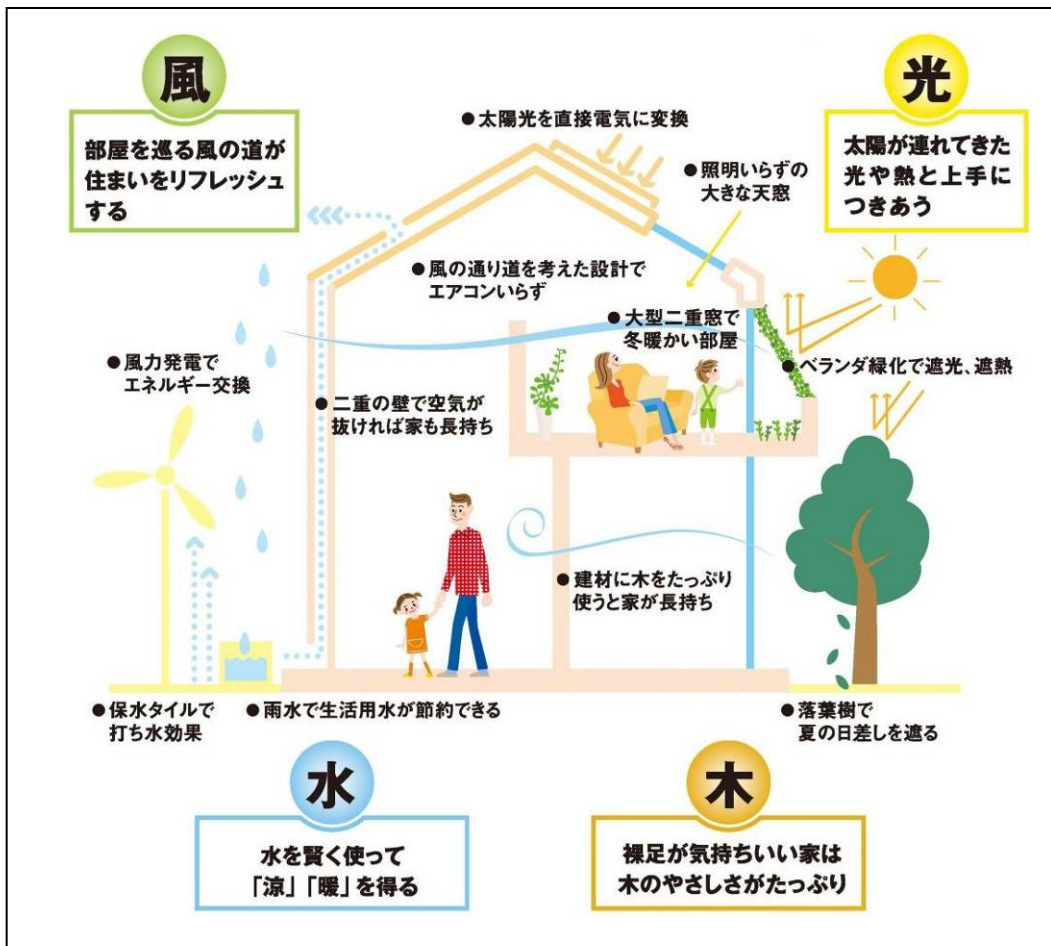 風
部屋を巡る風の道が
住まいをリフレッシュ
する
光
太陽が連れてきた
光や熱と上手に
つきあう
●太陽光を直接電気に変換
●照明いらずの
大きな天窓
●風の通り道を考えた設計で
エアコンいらず
●大型二重窓で
冬暖かい部屋
●風力発電で
エネルギー交換
●ベランダ緑化で遮光、遮熱
●二重の壁で空気が
抜ければ家も長持ち
●建材に木をたっぷり
使うと家が長持ち
●保水タイルで
打ち水効果
●雨水で生活用水が節約できる
●落葉樹で
夏の日差しを遮る
水
水を賢く使って
「涼」「暖」を得る
木
裸足が気持ちいい家は
木のやさしさがたっぷり